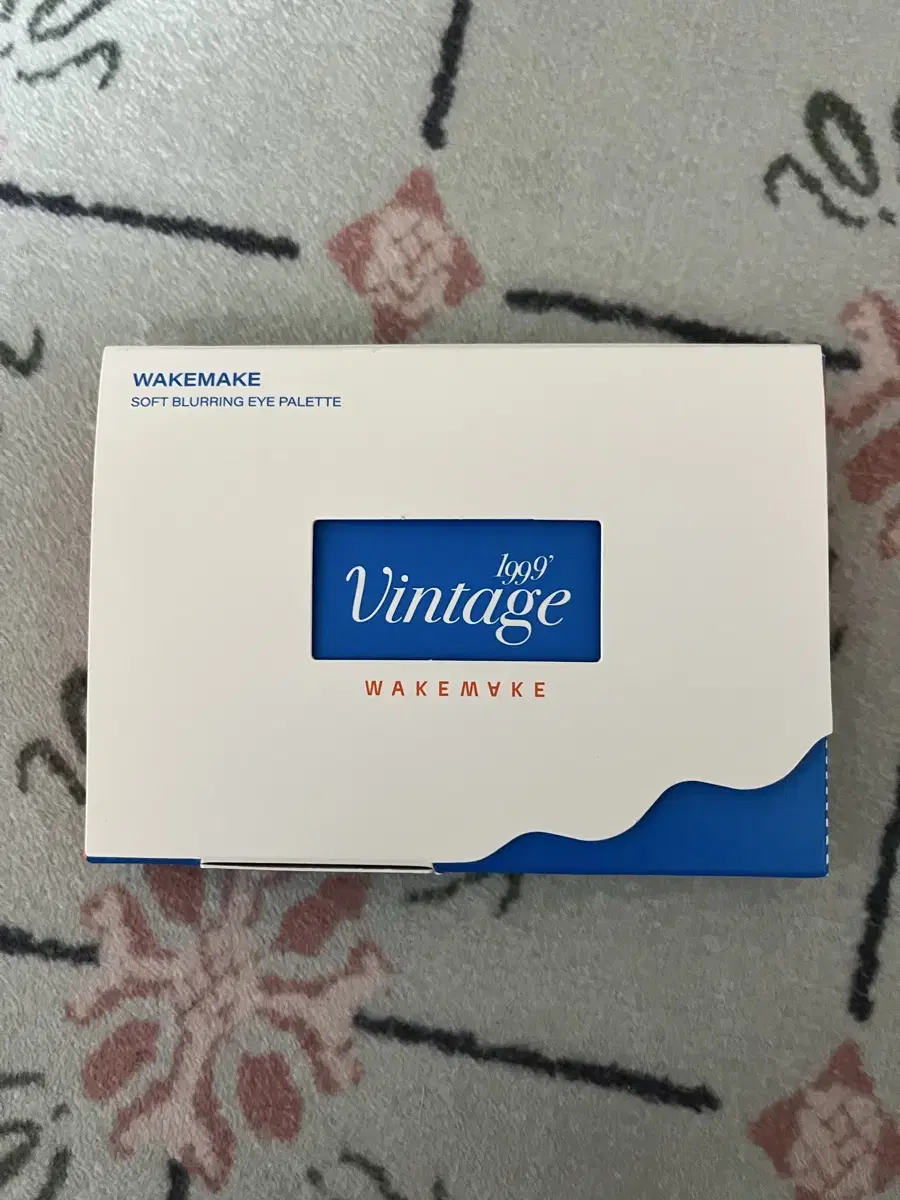 WAKEMAKE
SOFT BLURRING EYE PALETTE
1999'
Vintage
WAKEMAKE